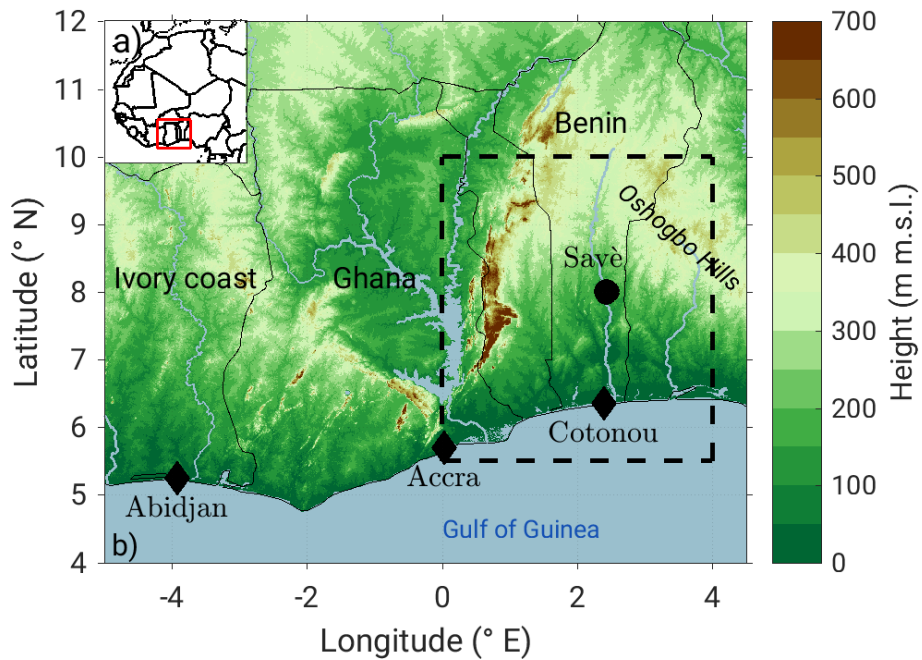 a)
b)
12
11
10
9
8
7
6
5
4
Latitude (° N)
-4
-2
0
2
4
Longitude (° E)
Benin
Oshogbo Hills
Savè
Ivory coast
Ghana
Cotonou
Accra
Abidjan
Gulf of Guinea
700
600
500
400
300
200
100
0
Height (m m.s.l.)